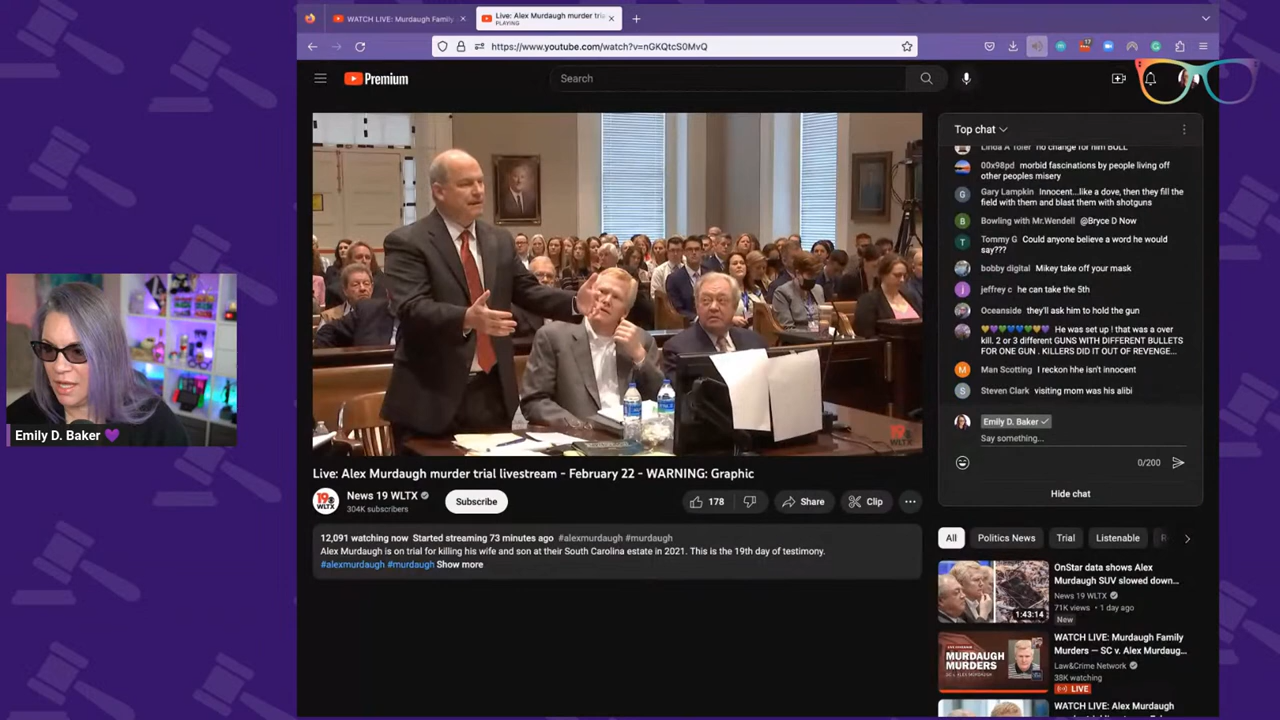 WATCH LIVE: Murdaugh Family
Live: Alex Murdaugh murder tri
PLAYING
https://www.youtube.com/watch?v=nGKQtcS0MvQ
17
Premium
Search
Top chat
Linda A Toler no change for him BULL
00x98pd morbid fascinations by people living off
other peoples misery
Gary Lampkin Innocent...like a dove, then they fill the
field with them and blast them with shotguns
Bowling with Mr.Wendell @Bryce D Now
Tommy G Could anyone believe a word he would
say???
bobby digital Mikey take off your mask
jeffrey c he can take the 5th
Oceanside they'll ask him to hold the gun
💜💛💚💙💚💛💛 He was set up ! that was a over
kill. 2 or 3 different GUNS WITH DIFFERENT BULLETS
FOR ONE GUN . KILLERS DID IT OUT OF REVENGE...
Man Scotting I reckon hhe isn't innocent
Steven Clark visiting mom was his alibi
Emily D. Baker
Say something...
0/200
Hide chat
WLTX
Emily D. Baker 💜
Live: Alex Murdaugh murder trial livestream - February 22 - WARNING: Graphic
19
WLTX
News 19 WLTX
304K subscribers
Subscribe
178
Share
Clip
12,091 watching now Started streaming 73 minutes ago #alexmurdaugh #murdaugh
Alex Murdaugh is on trial for killing his wife and son at their South Carolina estate in 2021. This is the 19th day of testimony.
#alexmurdaugh #murdaugh Show more
All
Politics News
Trial
Listenable
R
OnStar data shows Alex
Murdaugh SUV slowed down...
News 19 WLTX
71K views • 1 day ago
New
1:43:14
MURDAUGH
MURDERS
WATCH LIVE: Murdaugh Family
Murders — SC v. Alex Murdaug...
Law&Crime Network
38K watching
LIVE
WATCH LIVE: Alex Murdaugh